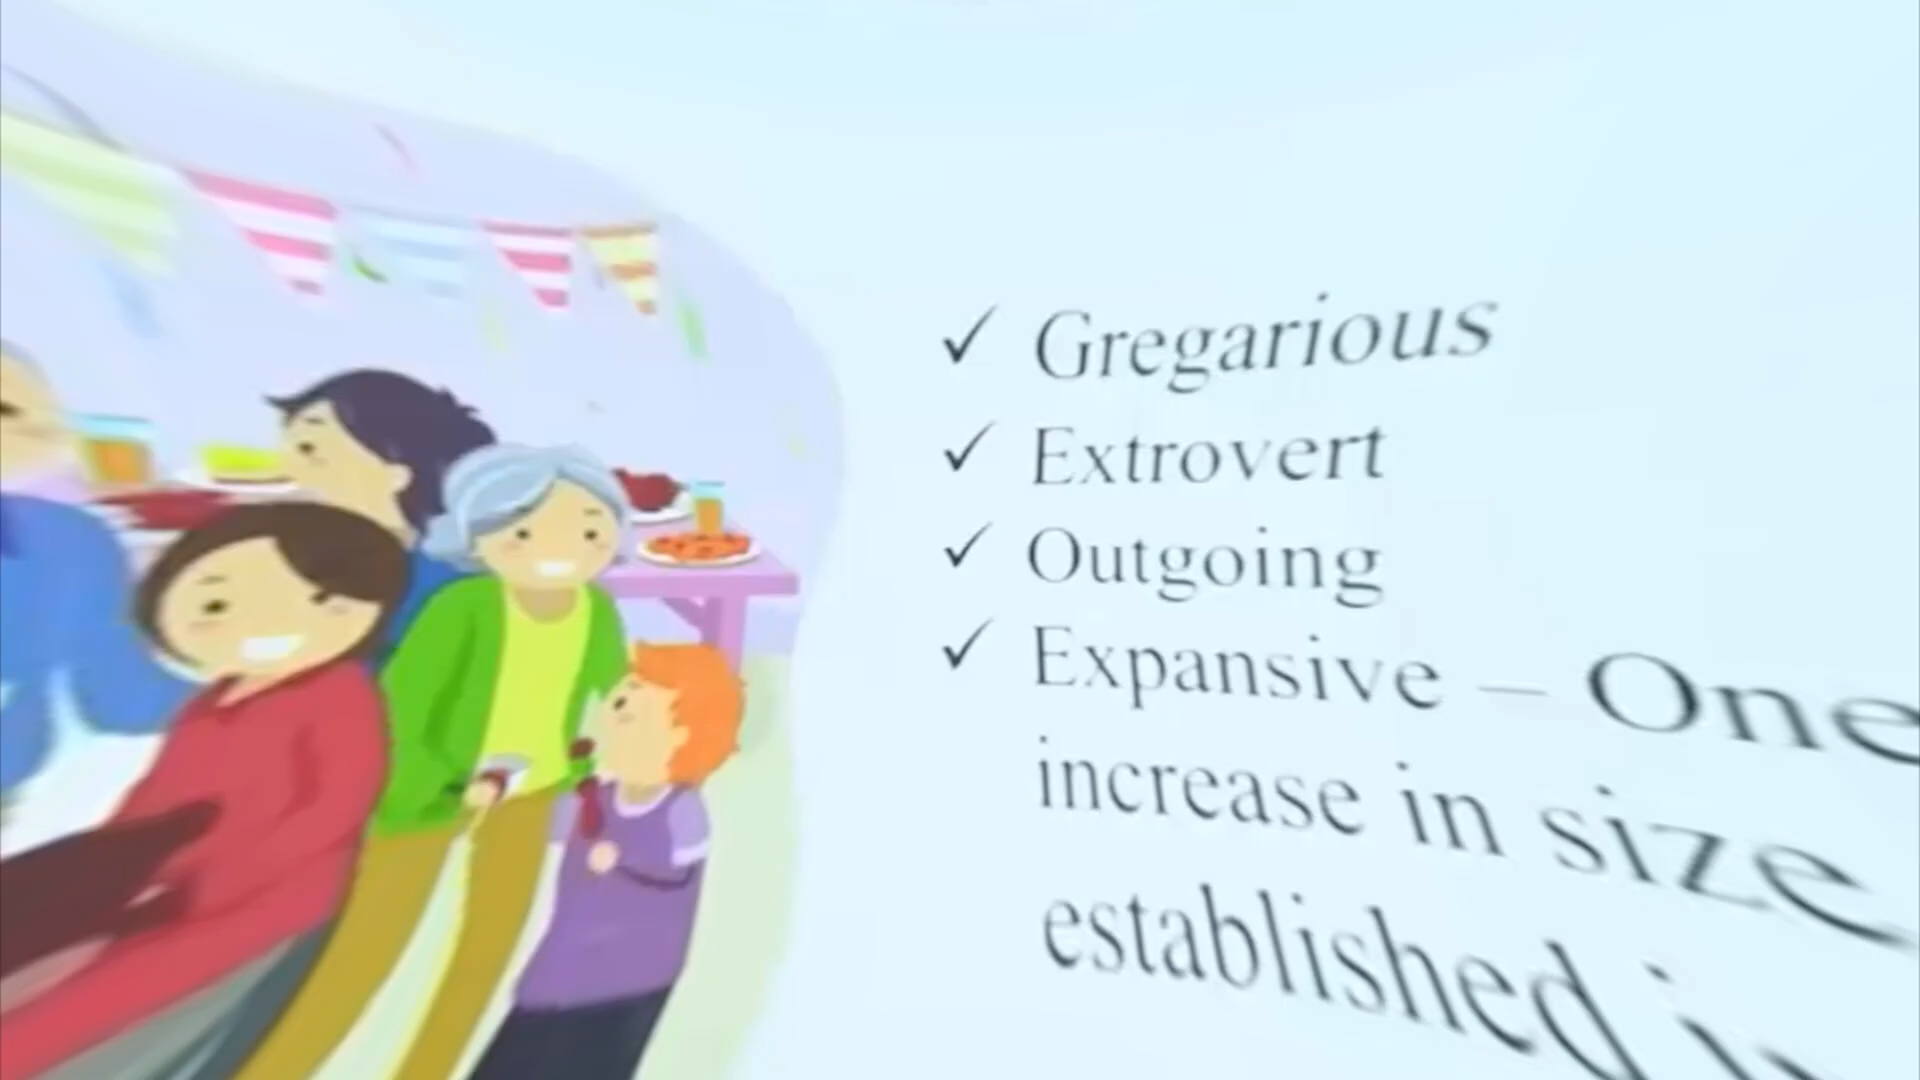 ✓ Gregarious
✓ Extrovert
✓ Outgoing
✓ Expansive – One
increase in size
established